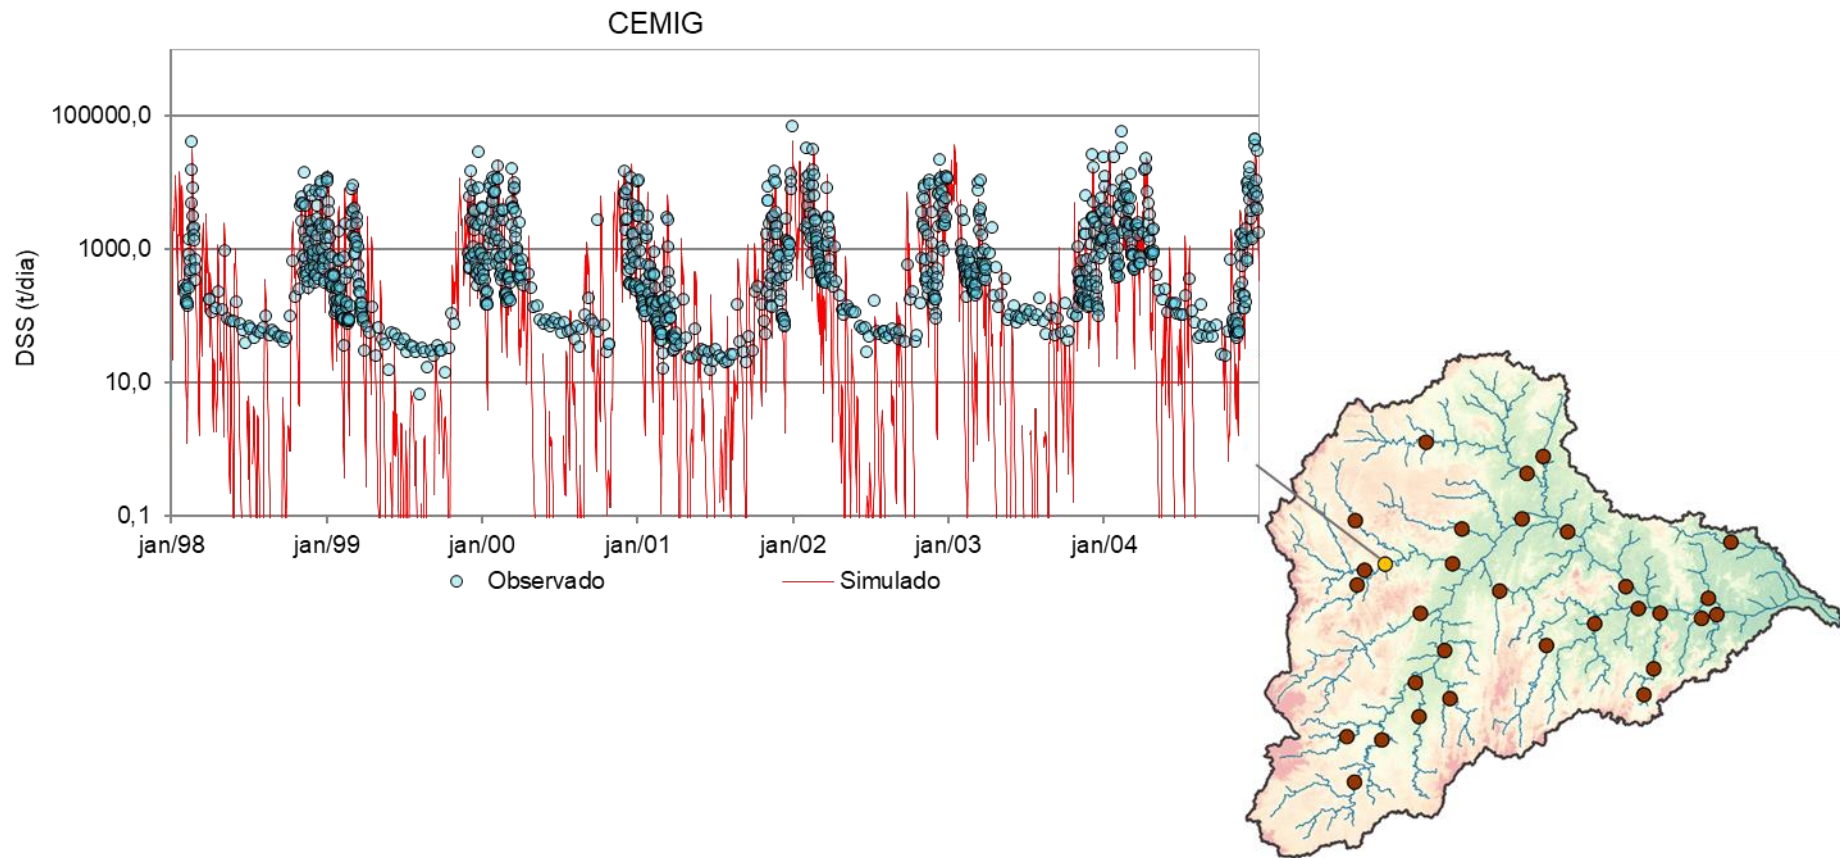 CEMIG
100000,0
1000,0
10,0
0,1
DSS (t/dia)
jan/98 jan/99 jan/00 jan/01 jan/02 jan/03 jan/04
Observado Simulado